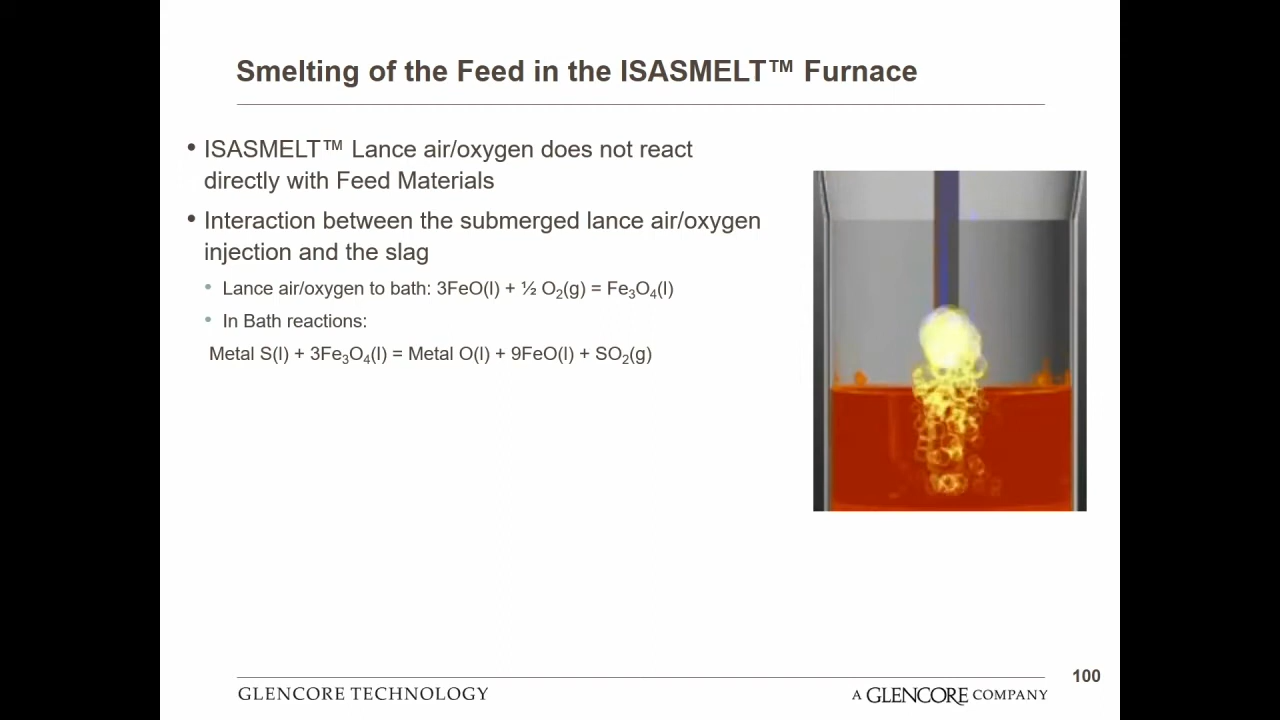 Smelting of the Feed in the ISASMELT™ Furnace
• ISASMELT™ Lance air/oxygen does not react
directly with Feed Materials
• Interaction between the submerged lance air/oxygen
injection and the slag
• Lance air/oxygen to bath: 3FeO(l) + ½ O₂(g) = Fe₃O₄(l)
• In Bath reactions:
Metal S(l) + 3Fe₃O₄(l) = Metal O(l) + 9FeO(l) + SO₂(g)
100
GLENCORE TECHNOLOGY
A GLENCORE COMPANY